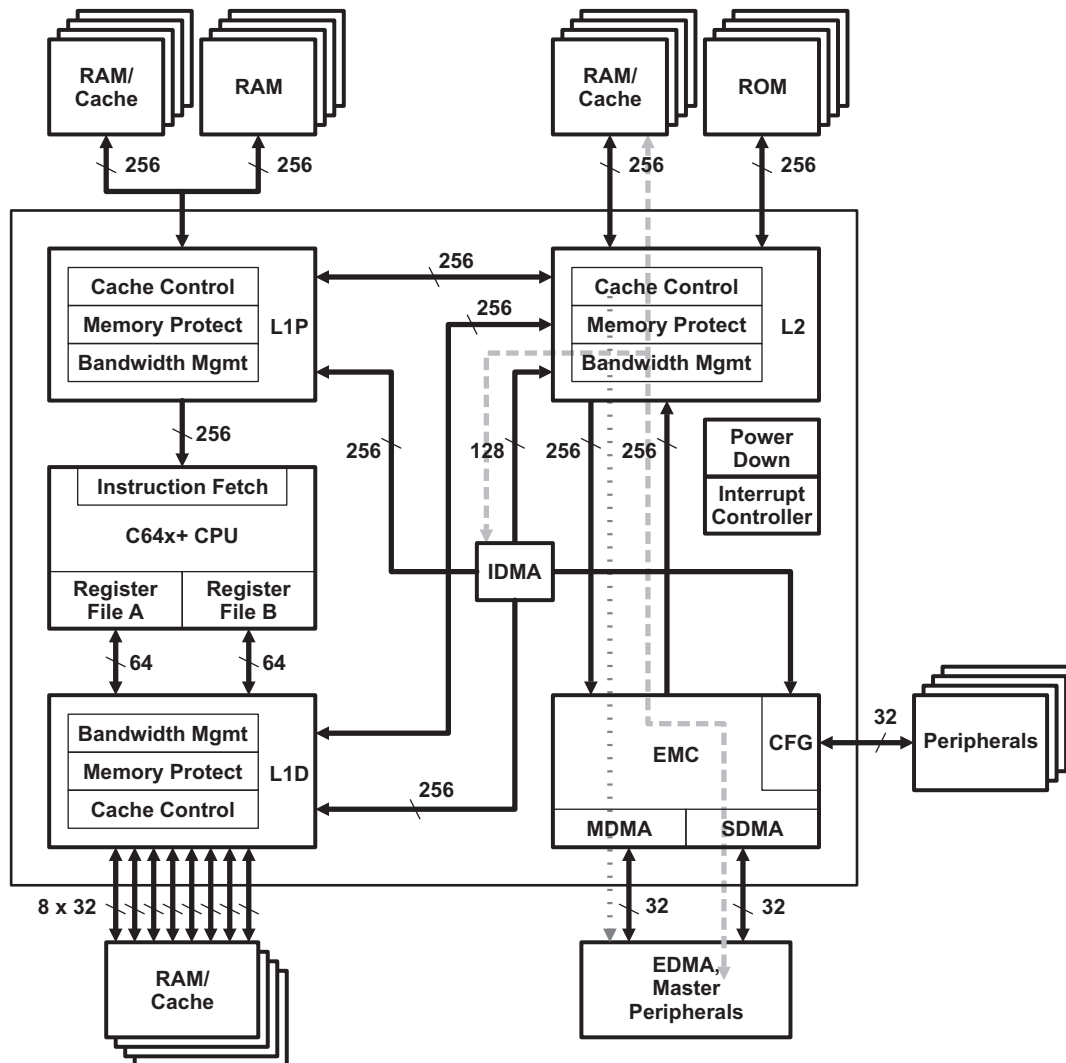 RAM/
Cache
RAM
RAM/
Cache
ROM
256
256
256
256
Cache Control
Memory Protect
Bandwidth Mgmt
L1P
256
256
Cache Control
Memory Protect
Bandwidth Mgmt
L2
256
256
128
256
256
Power
Down
Interrupt
Controller
Instruction Fetch
C64x+ CPU
Register
File A
Register
File B
IDMA
64
64
Bandwidth Mgmt
Memory Protect
Cache Control
L1D
256
EMC
CFG
MDMA
SDMA
32
Peripherals
8 x 32
32
32
RAM/
Cache
EDMA,
Master
Peripherals